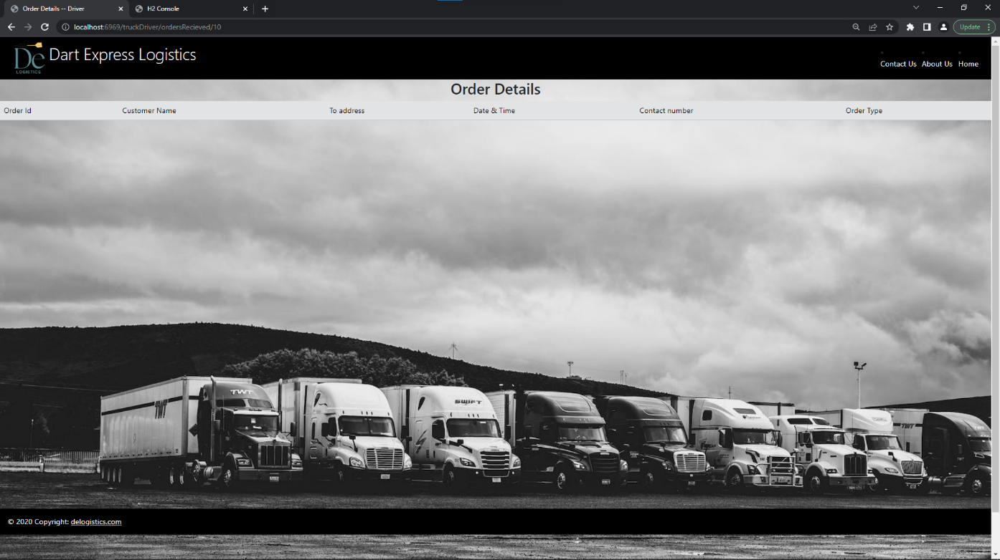 Order Details -- Driver
H2 Console
localhost:6969/truckDriver/ordersRecieved/10
Update
De
LOGISTICS
Dart Express Logistics
Contact Us About Us Home
Order Details
Order Id Customer Name To address Date & Time Contact number Order Type
TWT
TWT
SWIFT
TWT
TWT
© 2020 Copyright: delogistics.com